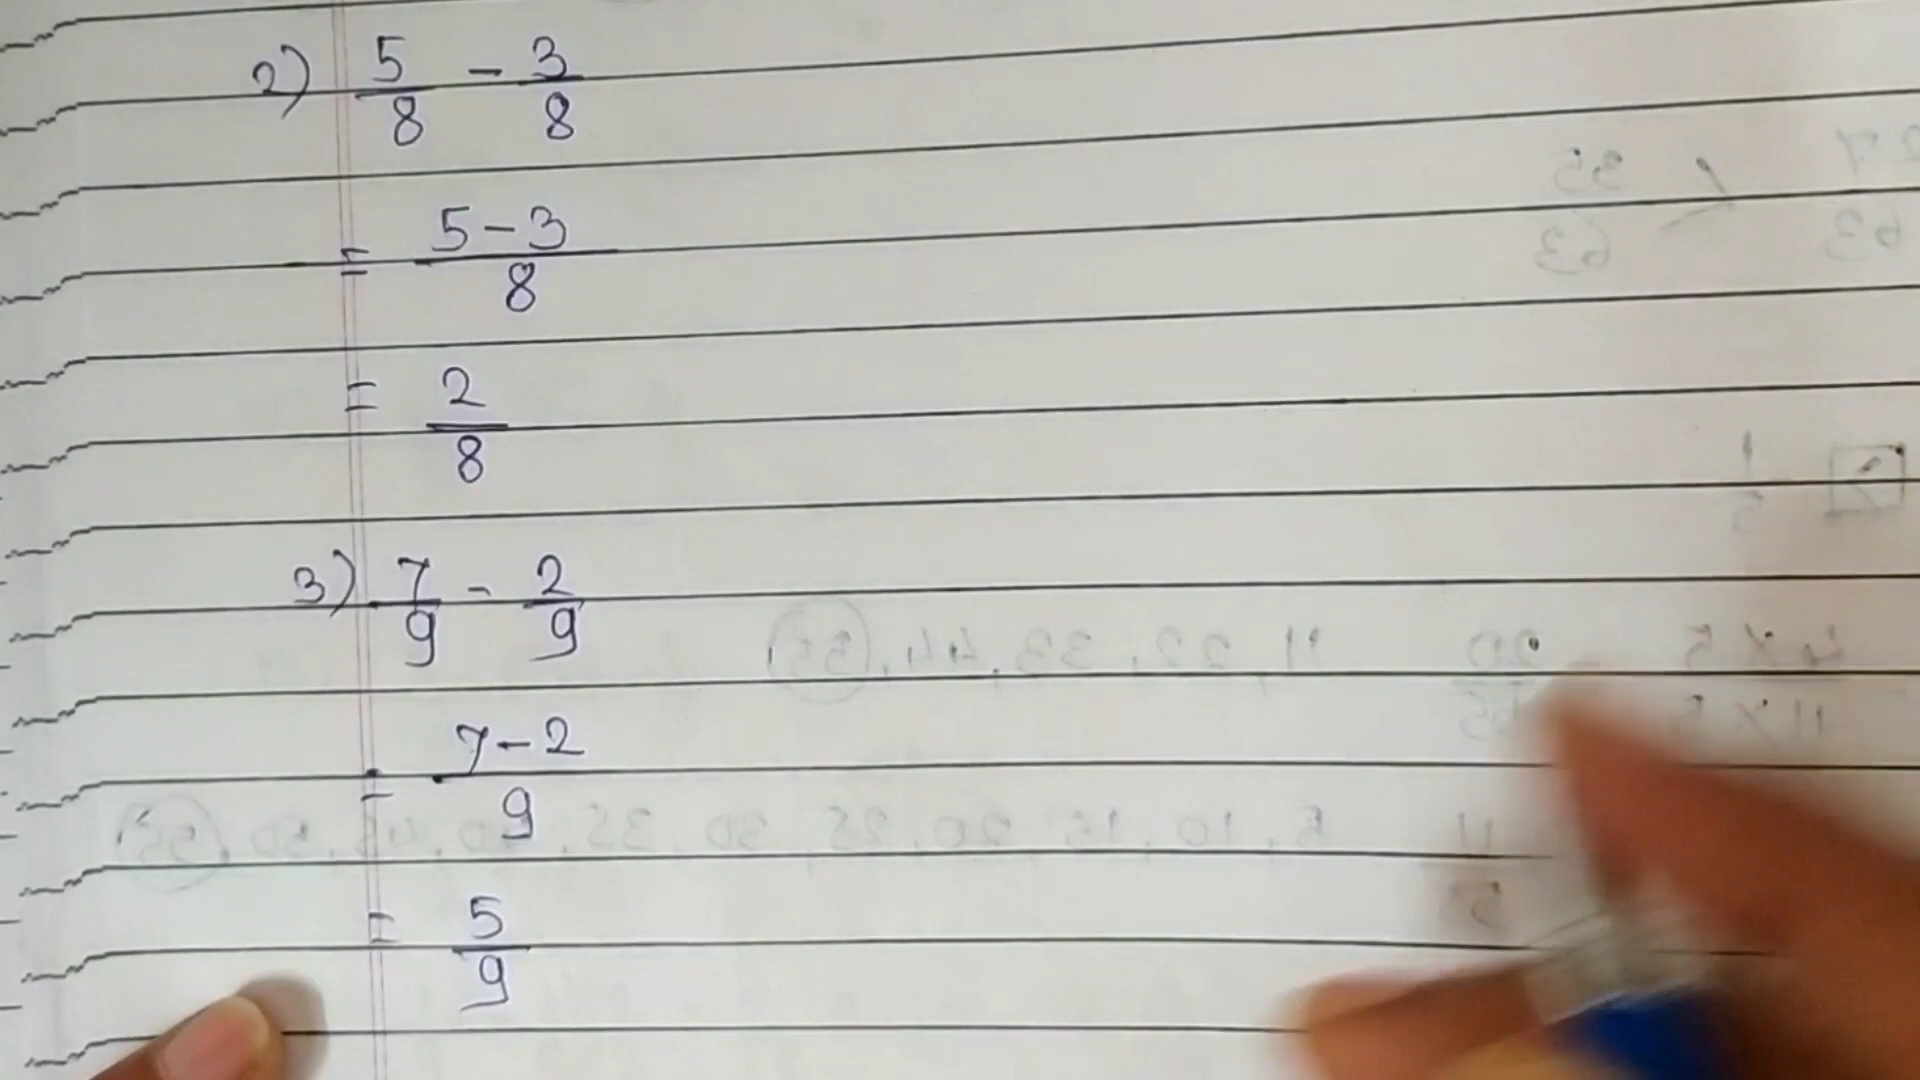 2) 5/8 - 3/8
= 5-3/8
= 2/8
3) 7/9 - 2/9
= 7-2/9
= 5/9